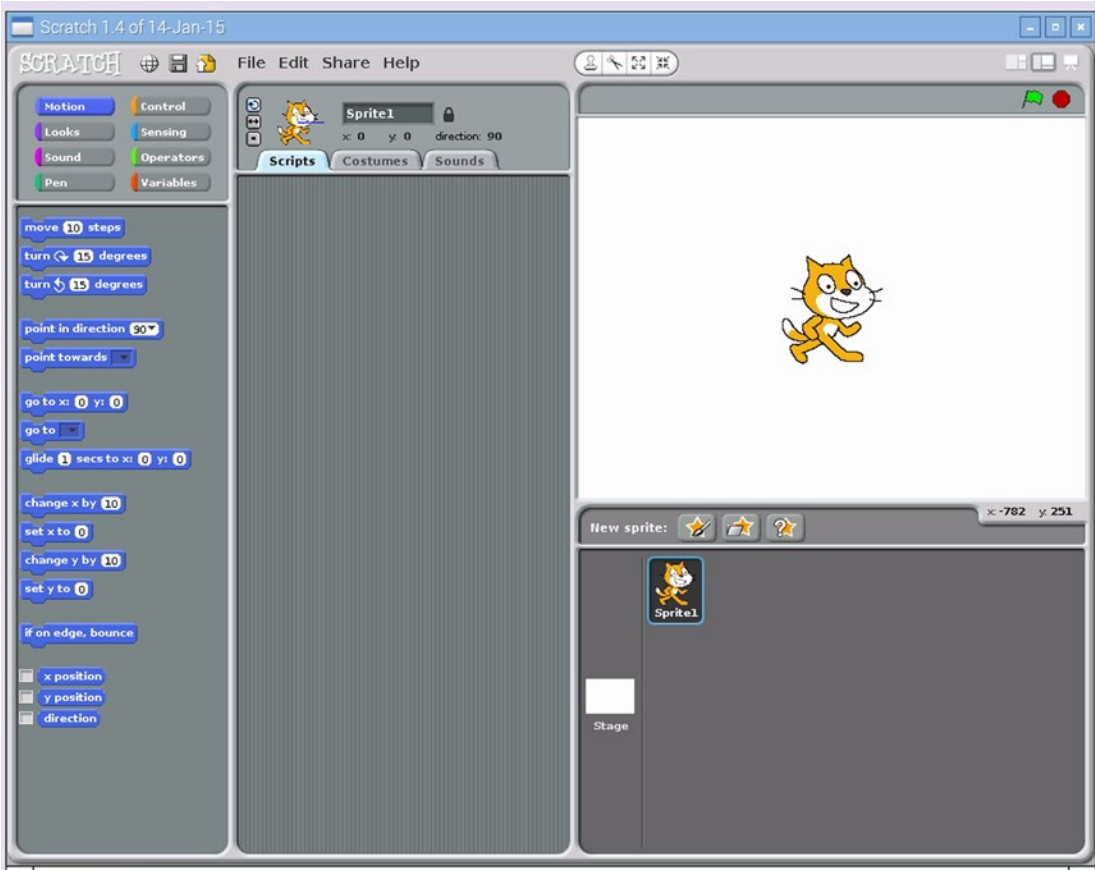 Scratch 1.4 of 14-Jan-15
SCRATCH File Edit Share Help
Motion Control
Looks Sensing
Sound Operators
Pen Variables
Sprite1
x: 0 y: 0 direction: 90
Scripts Costumes Sounds
move 10 steps
turn 15 degrees
turn 15 degrees
point in direction 90
point towards
go to x: 0 y: 0
go to
glide 1 secs to x: 0 y: 0
change x by 10
set x to 0
change y by 10
set y to 0
if on edge, bounce
x position
y position
direction
x: -782 y: 251
New sprite:
Sprite1
Stage